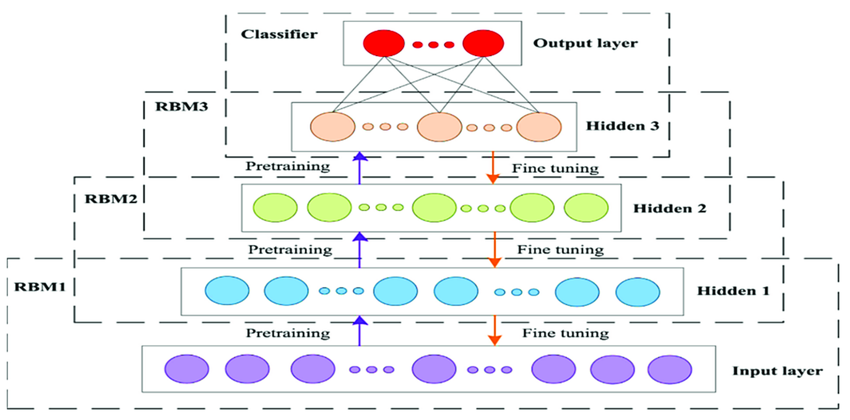 Classifier
Output layer
RBM3
Hidden 3
Pretraining
Fine tuning
RBM2
Hidden 2
Pretraining
Fine tuning
RBM1
Hidden 1
Pretraining
Fine tuning
Input layer